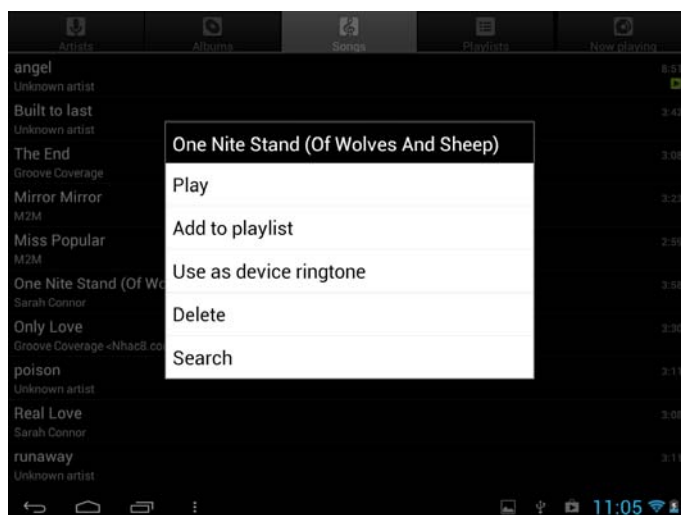 Artists Albums Songs Playlists Now playing
angel 8:51
Unknown artist
Built to last 2:42
Unknown artist
The End 3:08
Groove Coverage
Mirror Mirror 3:23
M2M
Miss Popular 2:59
M2M
One Nite Stand (Of Wo 3:58
Sarah Connor
Only Love 3:30
Groove Coverage <Nhac8.co
poison 3:11
Unknown artist
Real Love 3:08
Sarah Connor
runaway 3:11
Unknown artist
One Nite Stand (Of Wolves And Sheep)
Play
Add to playlist
Use as device ringtone
Delete
Search
11:05